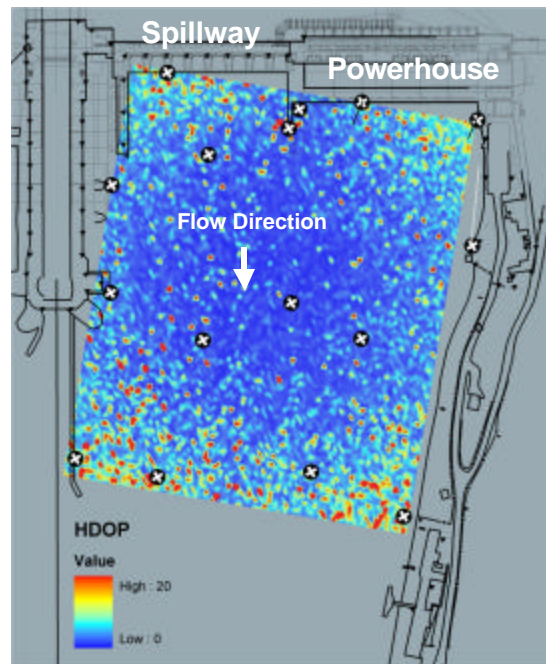 Spillway
Powerhouse
Flow Direction
HDOP
Value
High : 20
Low : 0